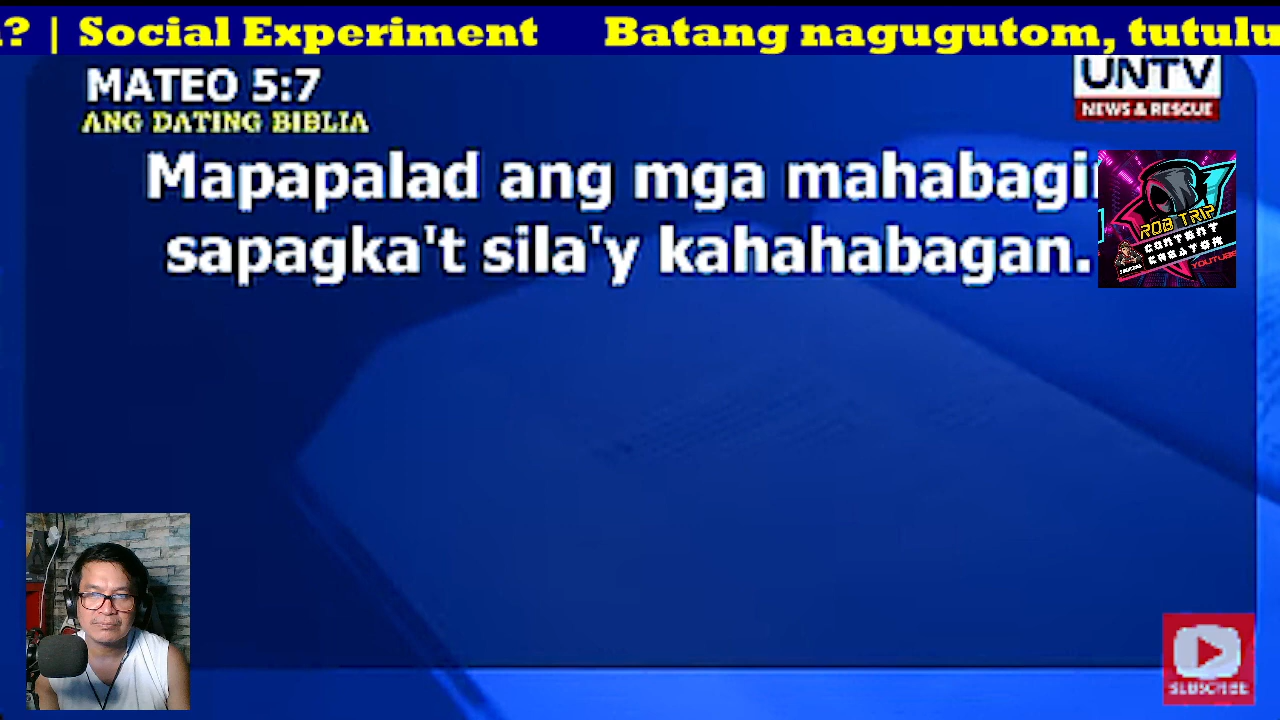 ? | Social Experiment Batang nagugutom, tutulu
MATEO 5:7
ANG DATING BIBLIA
UNTV
NEWS & RESCUE
Mapapalad ang mga mahabagi
sapagka't sila'y kahahabagan.
ROB TRIP
CONTENT
CREATOR
YOUTUBE
SUBSCRIBE